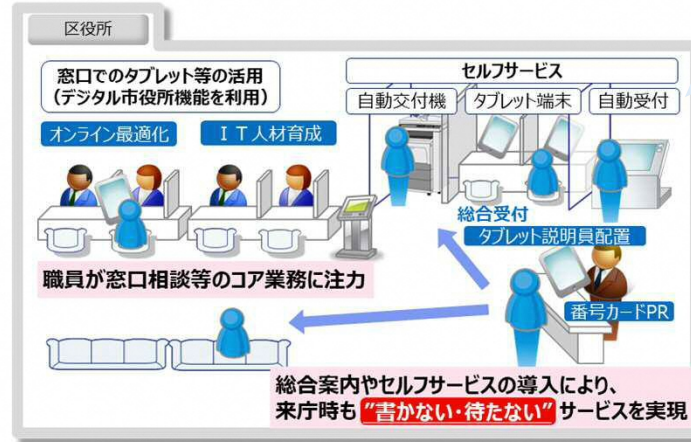 区役所
窓口でのタブレット等の活用
（デジタル市役所機能を利用）
オンライン最適化
ＩＴ人材育成
セルフサービス
自動交付機
タブレット端末
自動受付
総合受付
タブレット説明員配置
職員が窓口相談等のコア業務に注力
番号カードPR
総合案内やセルフサービスの導入により、
来庁時も”書かない・待たない”サービスを実現